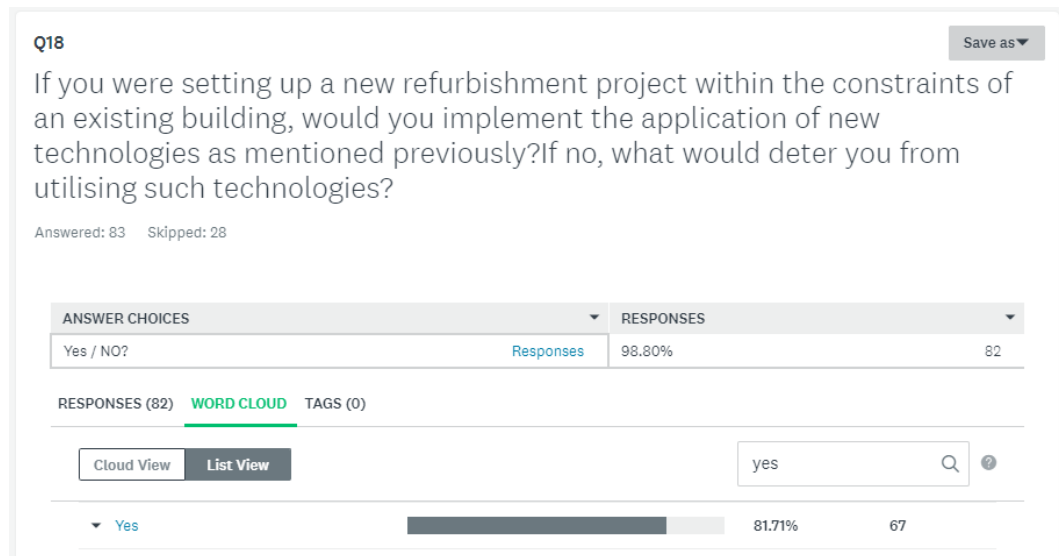 Q18
Save as
If you were setting up a new refurbishment project within the constraints of
an existing building, would you implement the application of new
technologies as mentioned previously?If no, what would deter you from
utilising such technologies?
Answered: 83 Skipped: 28
ANSWER CHOICES RESPONSES
Yes / NO? Responses 98.80% 82
RESPONSES (82) WORD CLOUD TAGS (0)
Cloud View List View yes ?
Yes 81.71% 67